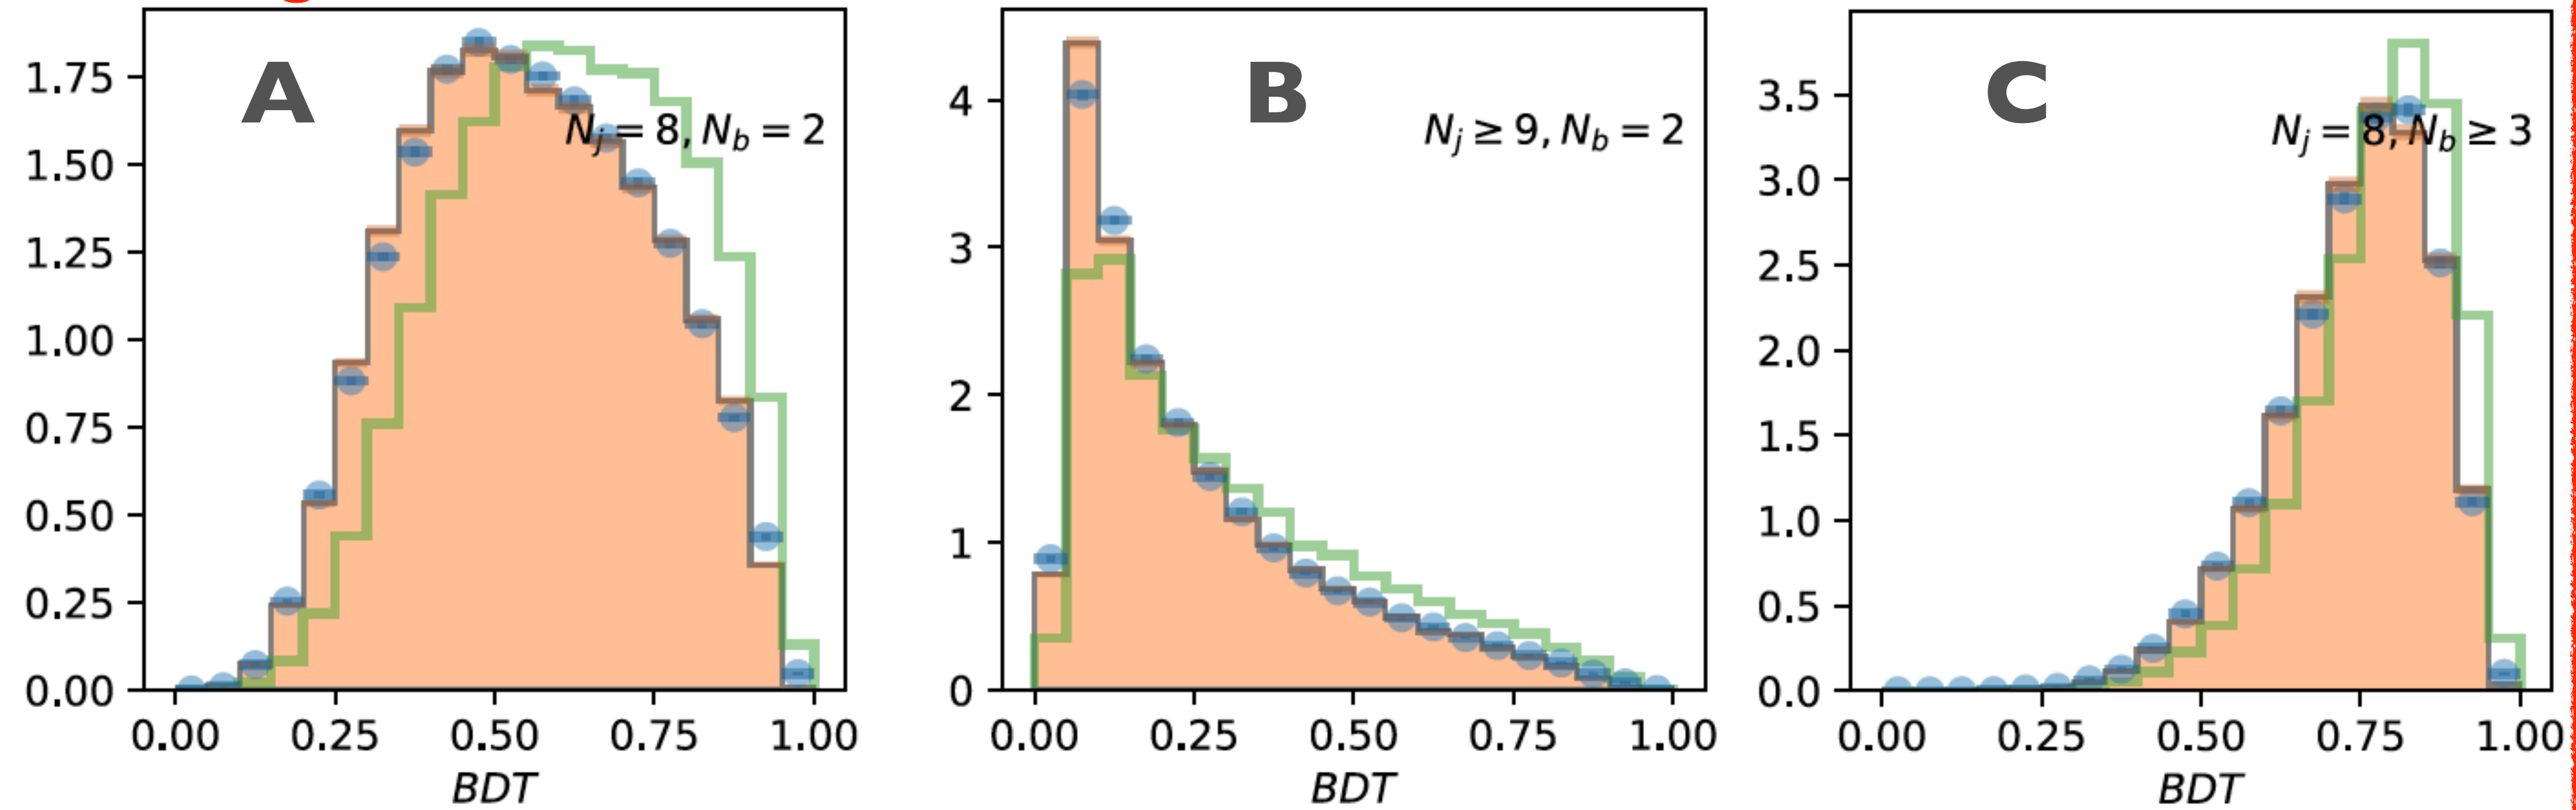 A
N_j = 8, N_b = 2
1.75
1.50
1.25
1.00
0.75
0.50
0.25
0.00
0.00 0.25 0.50 0.75 1.00
BDT
B
N_j ≥ 9, N_b = 2
4
3
2
1
0
0.00 0.25 0.50 0.75 1.00
BDT
C
N_j = 8, N_b ≥ 3
3.5
3.0
2.5
2.0
1.5
1.0
0.5
0.0
0.00 0.25 0.50 0.75 1.00
BDT